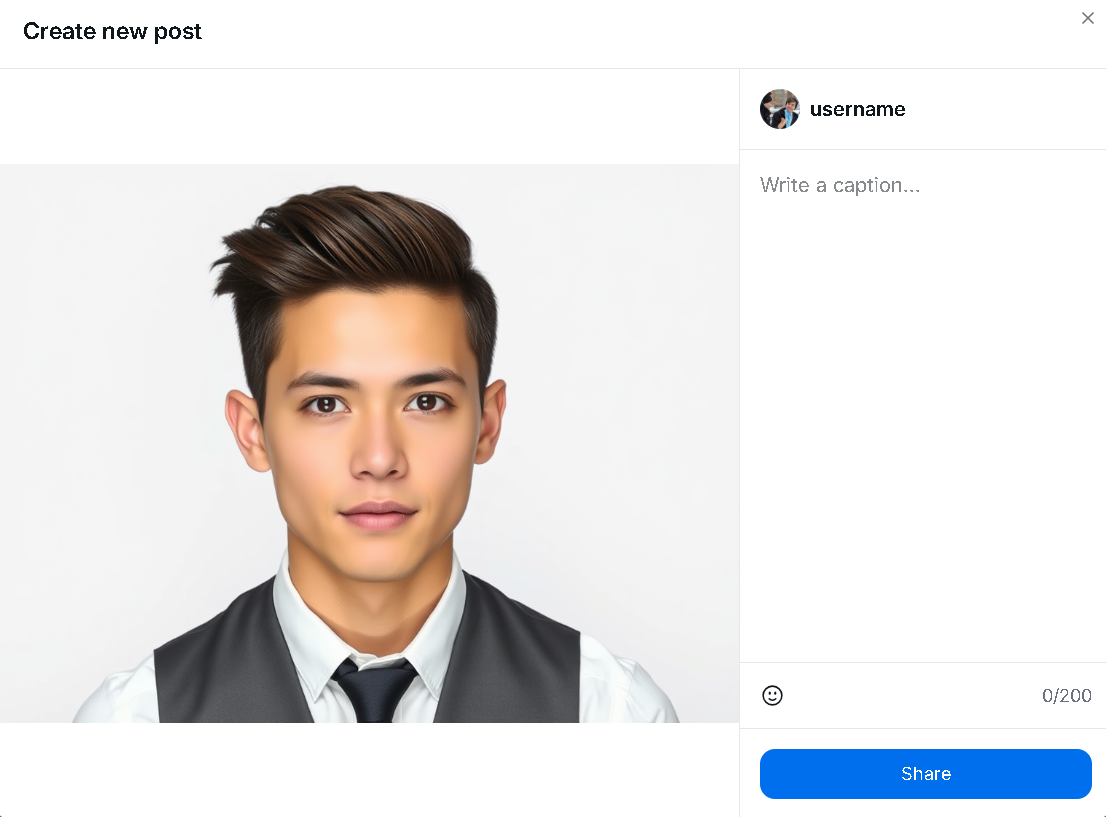 Create new post
username
Write a caption...
0/200
Share